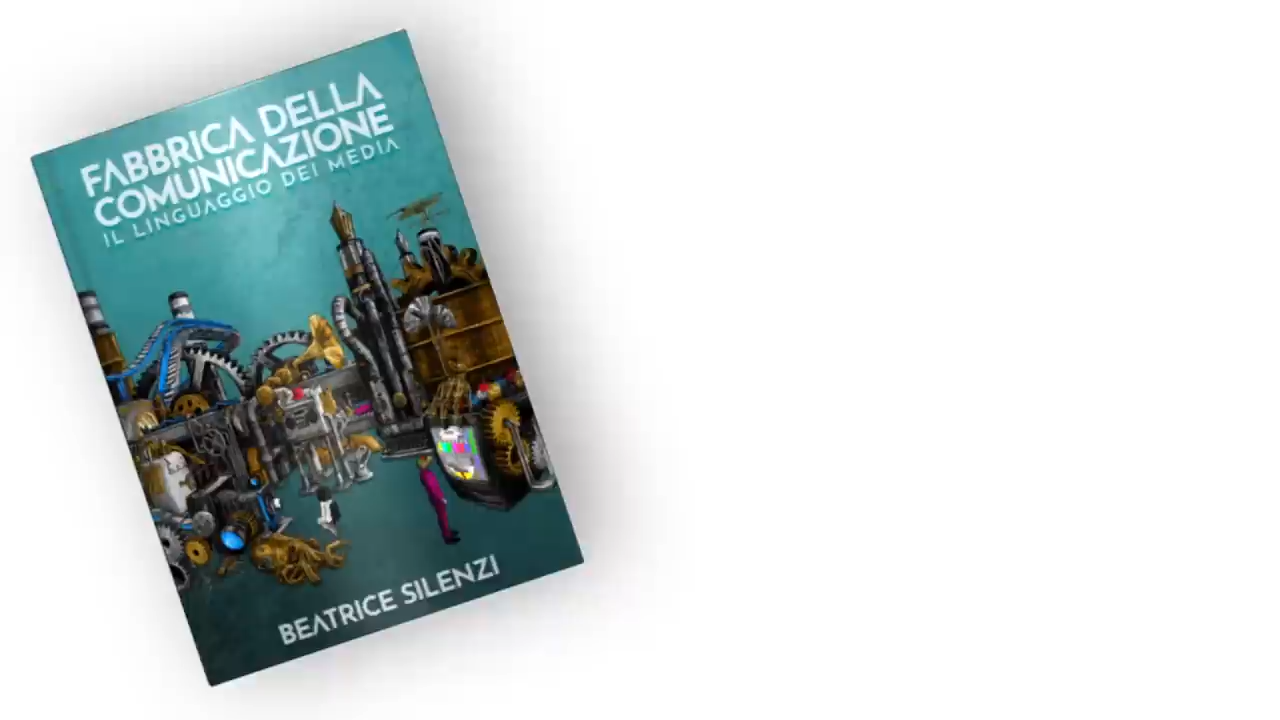 FABBRICA DELLA
COMUNICAZIONE
IL LINGUAGGIO DEI MEDIA
BEATRICE SILENZI